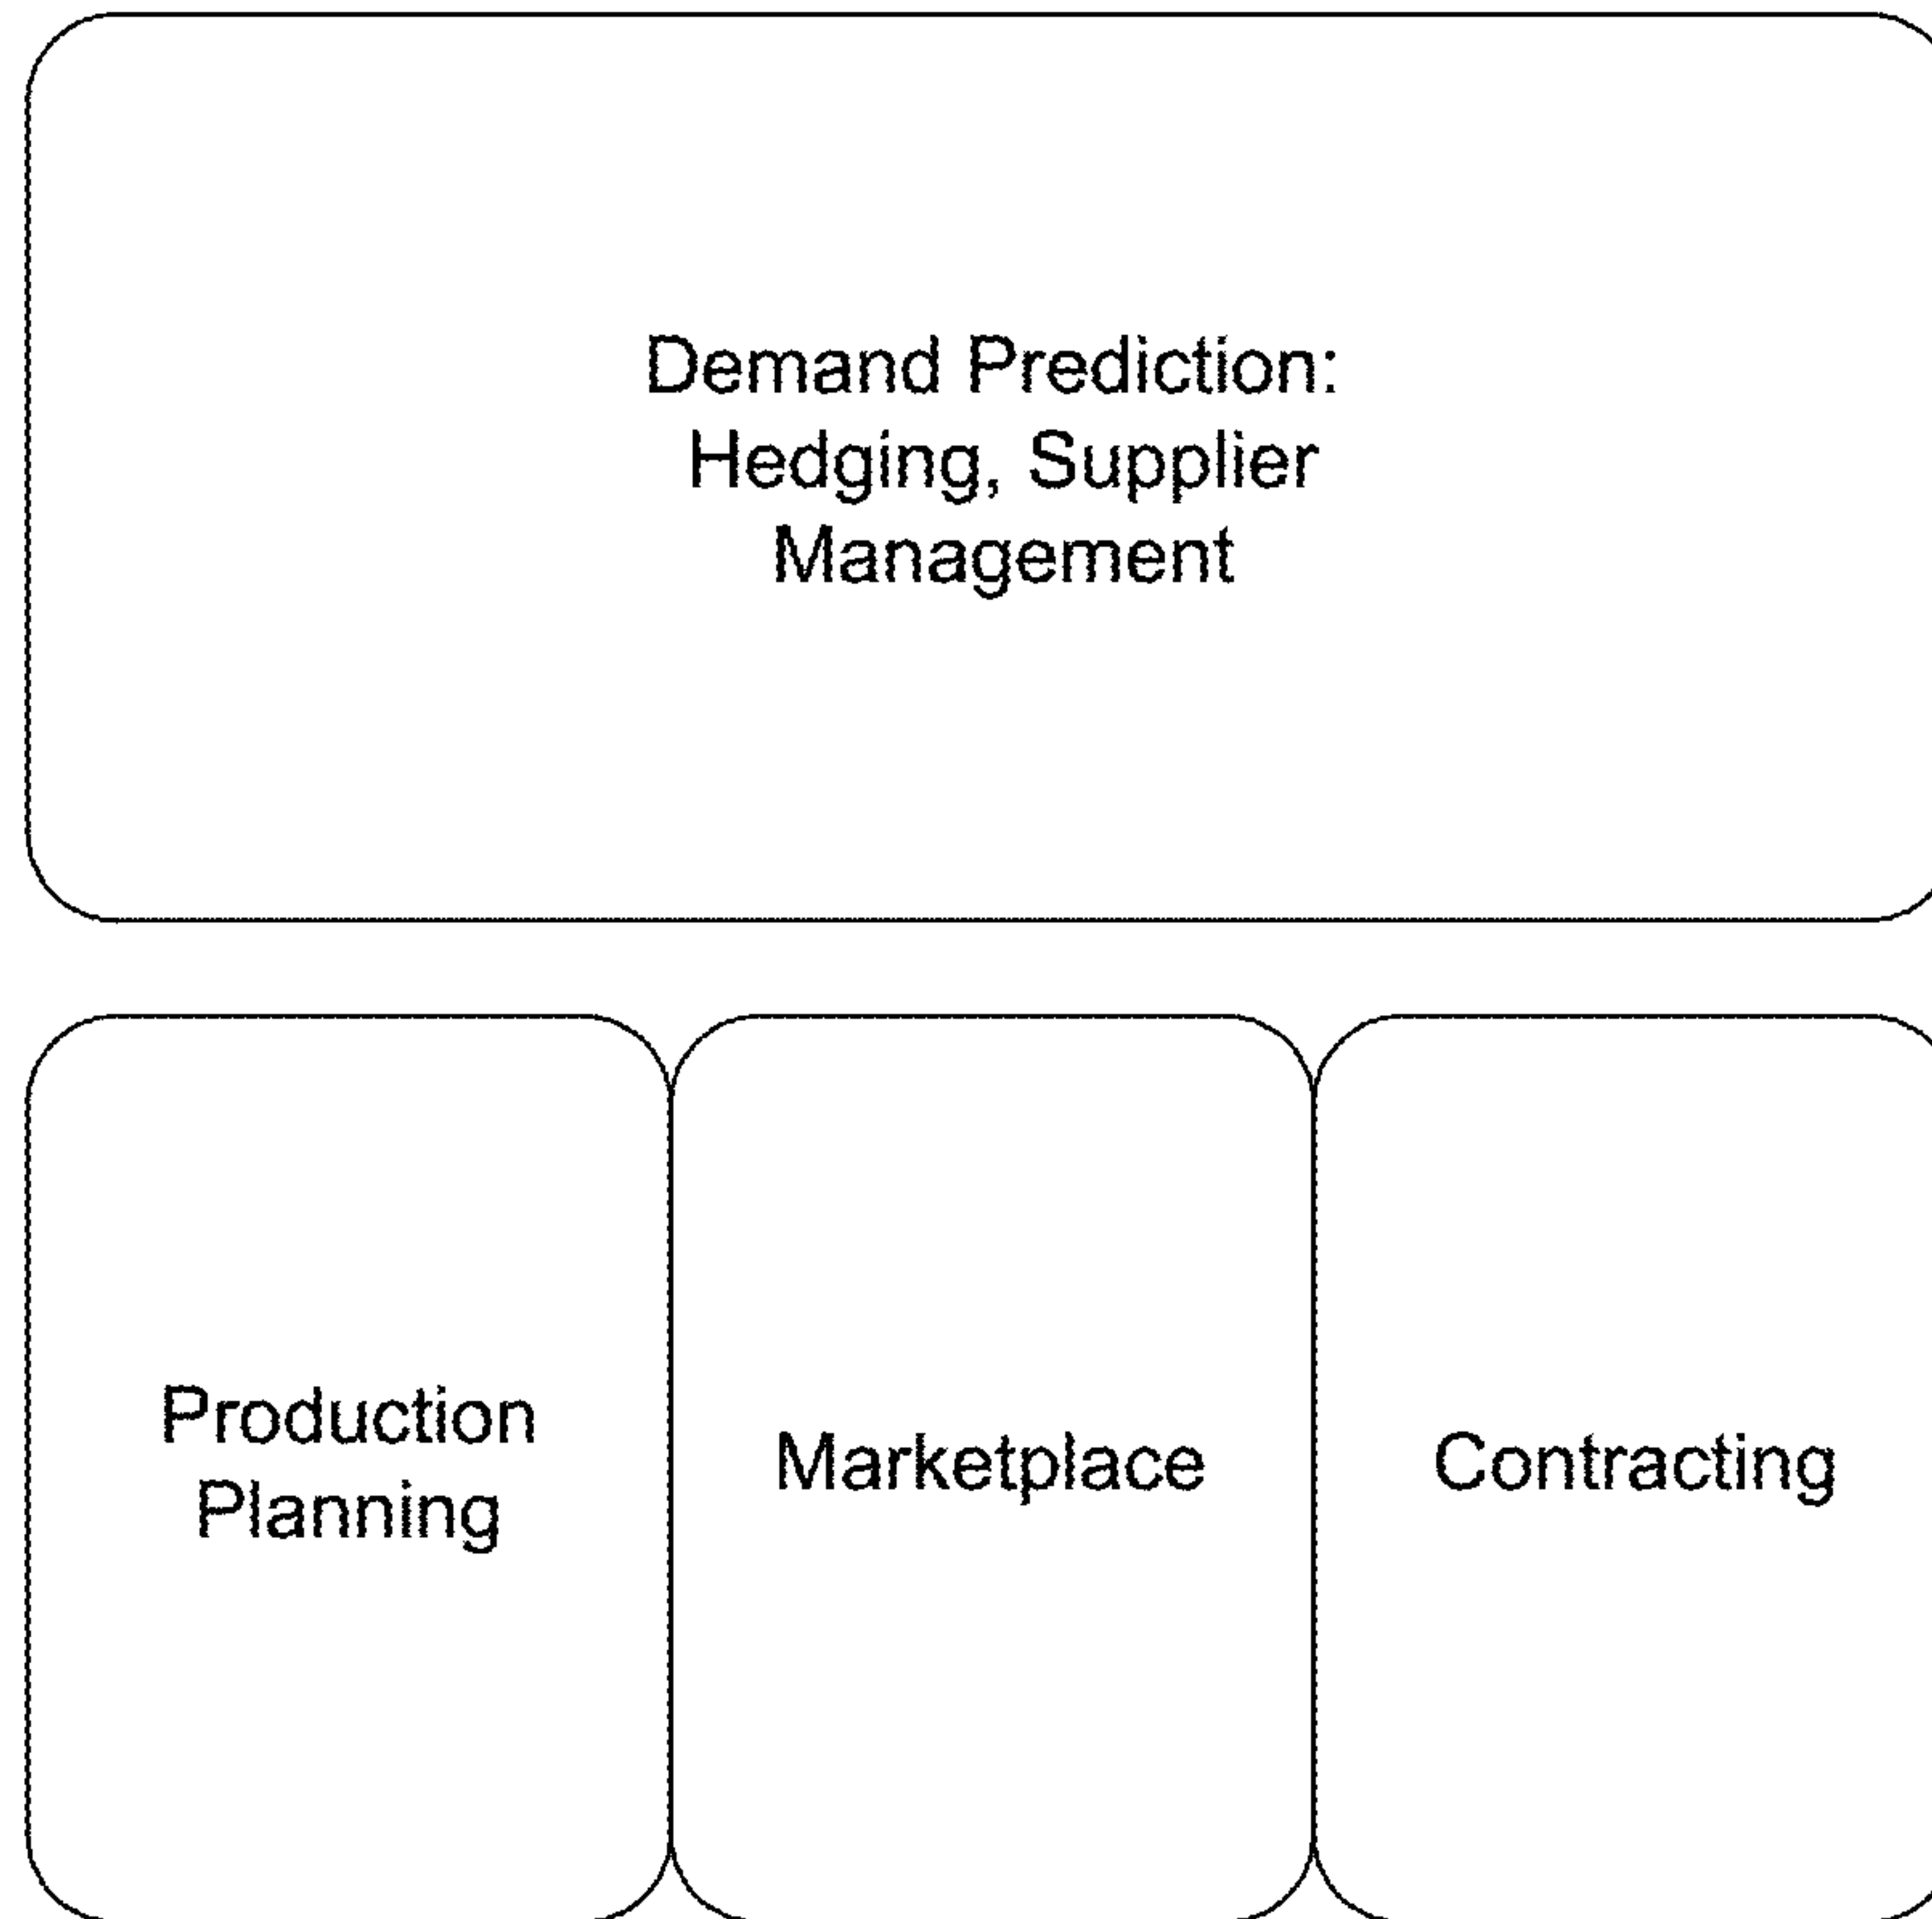 Demand Prediction:
Hedging, Supplier
Management
Production
Planning
Marketplace
Contracting